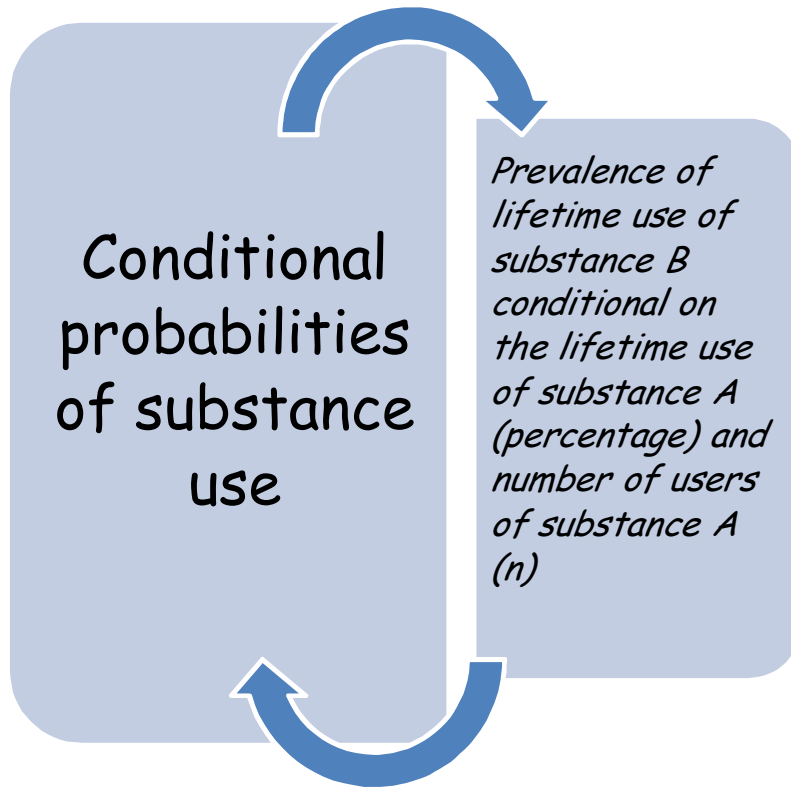 Conditional
probabilities
of substance
use
Prevalence of
lifetime use of
substance B
conditional on
the lifetime use
of substance A
(percentage) and
number of users
of substance A
(n)